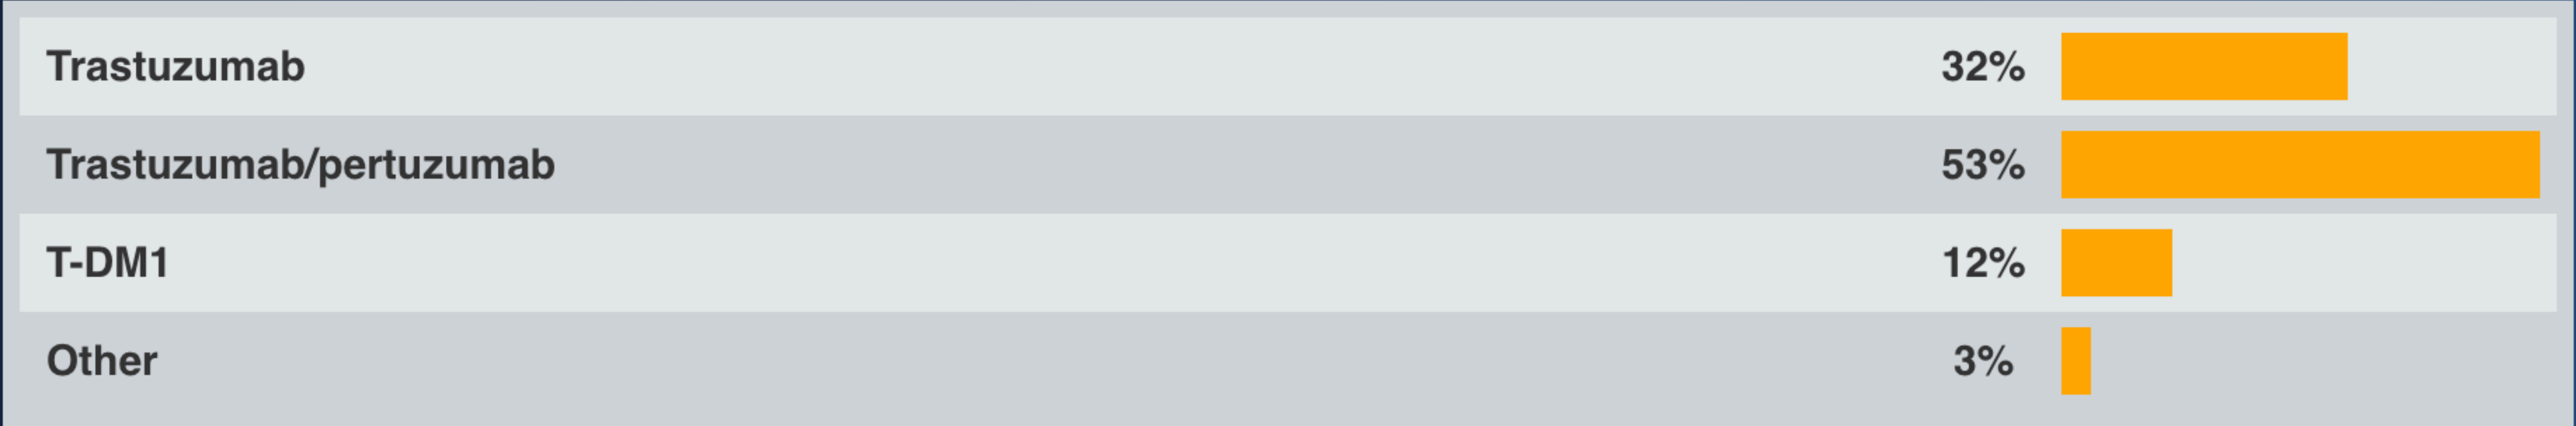 Trastuzumab 32%
Trastuzumab/pertuzumab 53%
T-DM1 12%
Other 3%